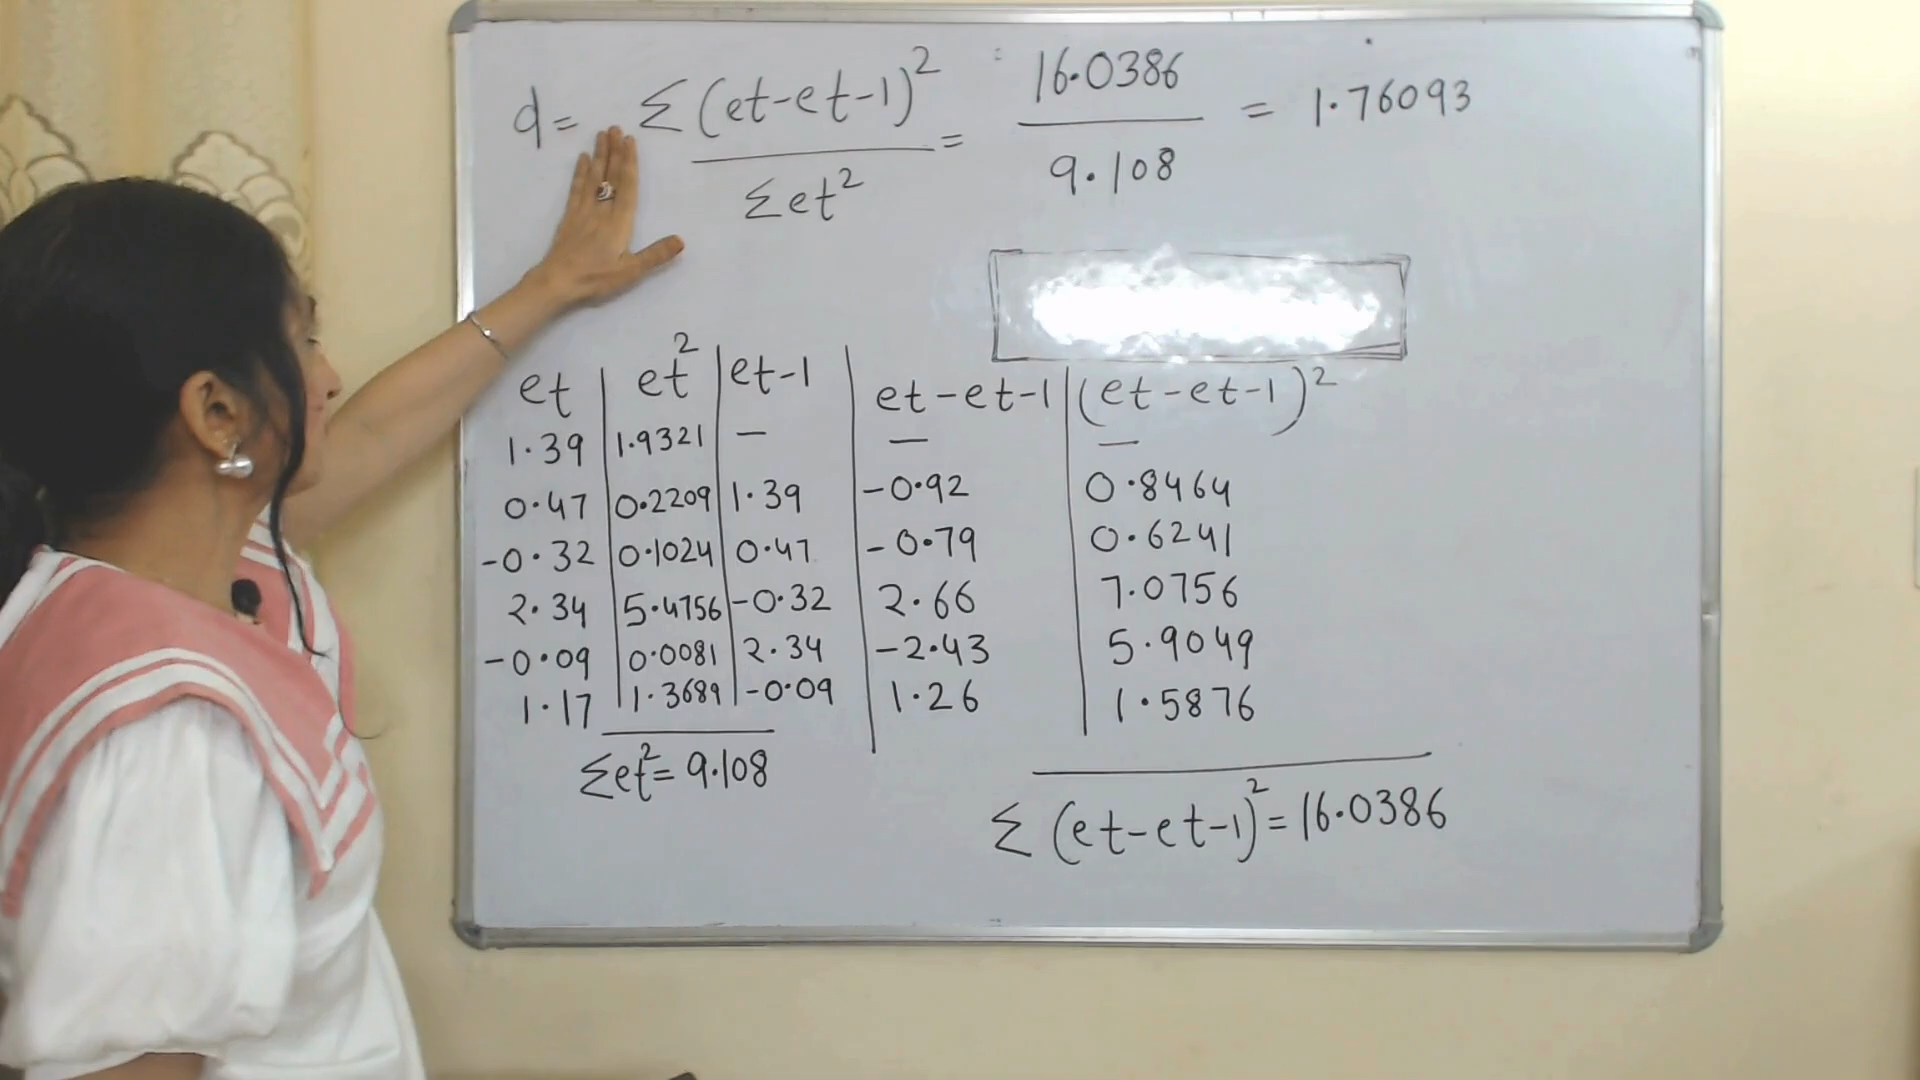 d = Σ(et-et-1)² / Σet² = 16.0386 / 9.108 = 1.76093
et | et² | et-1 | et-et-1 | (et-et-1)²
1.39 | 1.9321 | — | — | —
0.47 | 0.2209 | 1.39 | -0.92 | 0.8464
-0.32 | 0.1024 | 0.47 | -0.79 | 0.6241
2.34 | 5.4756 | -0.32 | 2.66 | 7.0756
-0.09 | 0.0081 | 2.34 | -2.43 | 5.9049
1.17 | 1.3689 | -0.09 | 1.26 | 1.5876
Σet² = 9.108
Σ(et-et-1)² = 16.0386